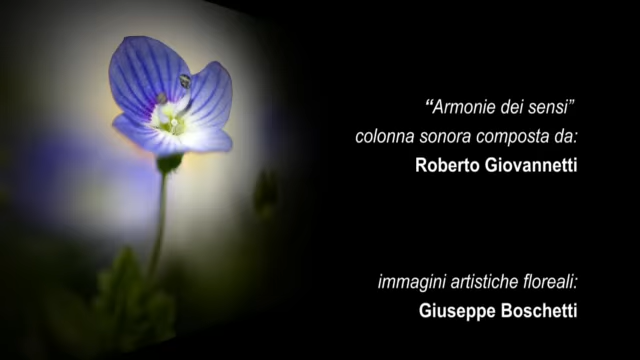 “Armonie dei sensi”
colonna sonora composta da:
Roberto Giovannetti
immagini artistiche floreali:
Giuseppe Boschetti